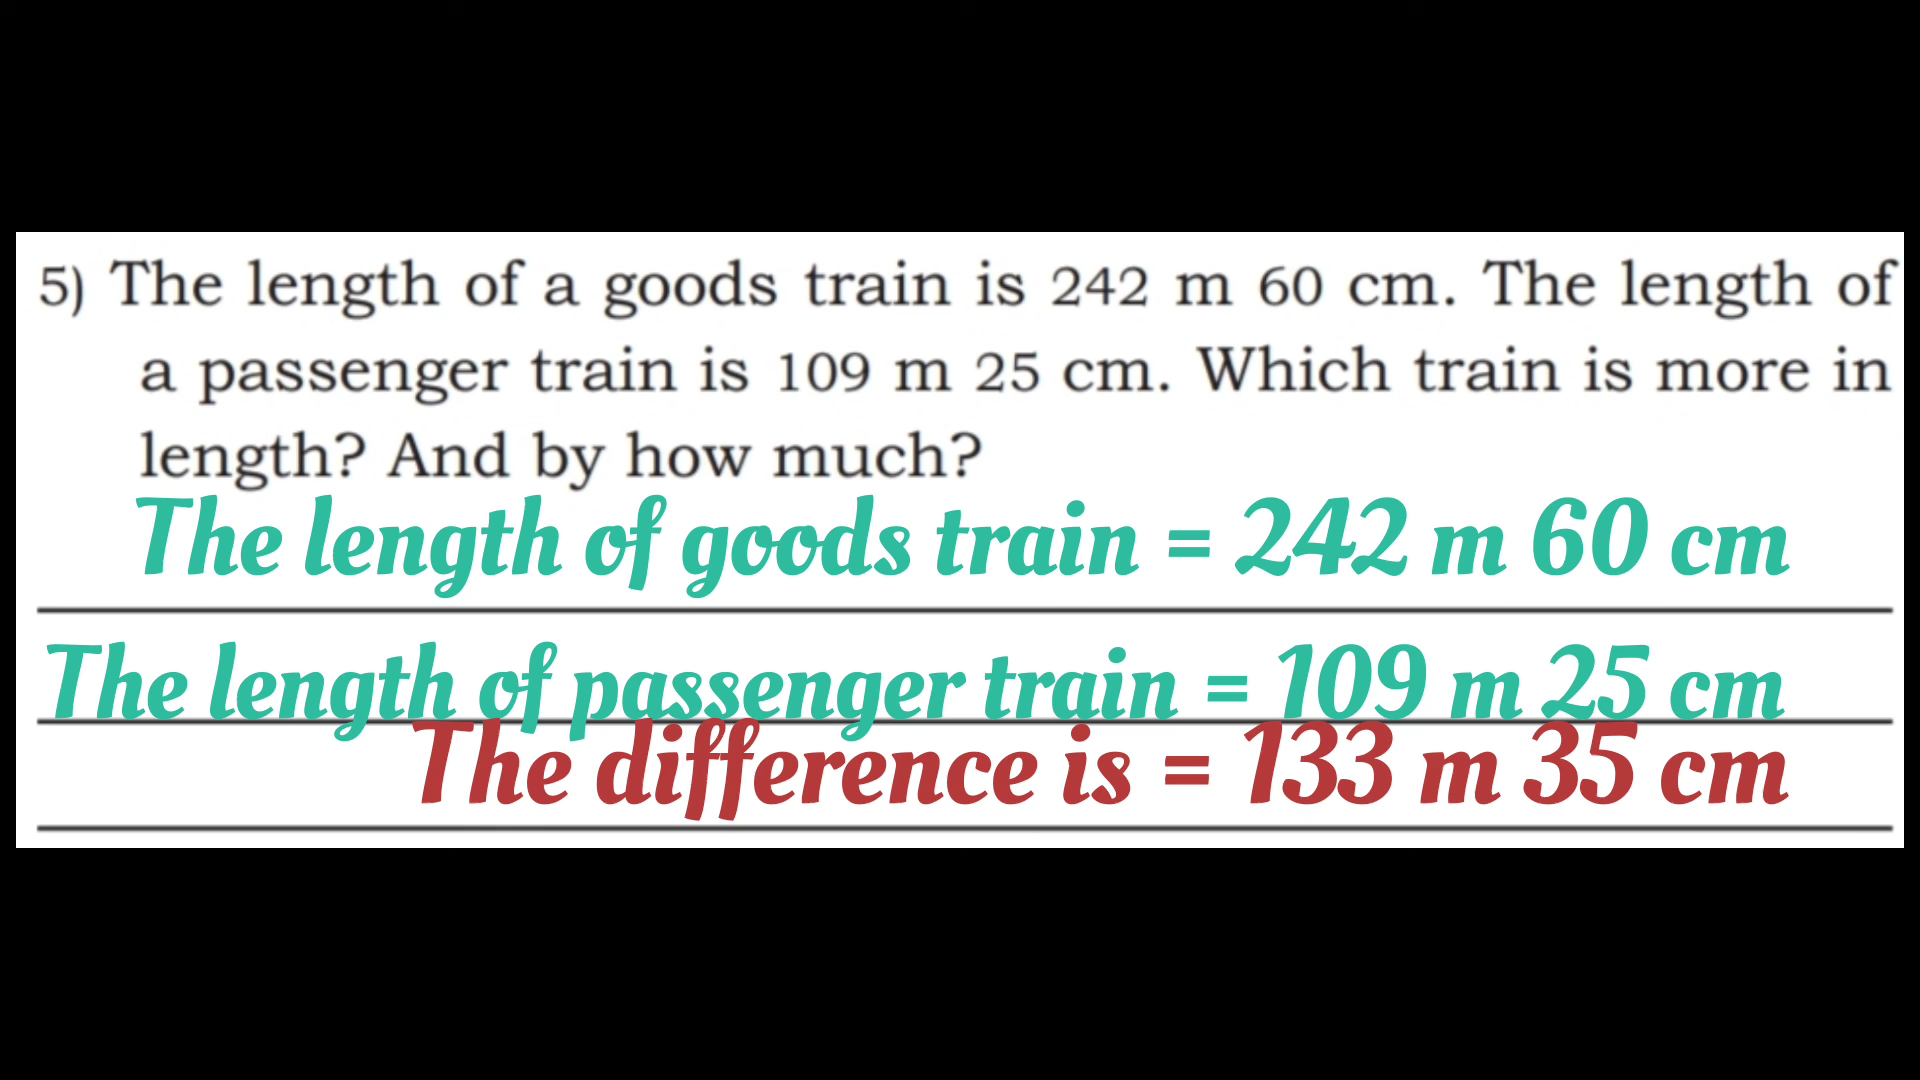 5) The length of a goods train is 242 m 60 cm. The length of
a passenger train is 109 m 25 cm. Which train is more in
length? And by how much?
The length of goods train = 242 m 60 cm
The length of passenger train = 109 m 25 cm
The difference is = 133 m 35 cm